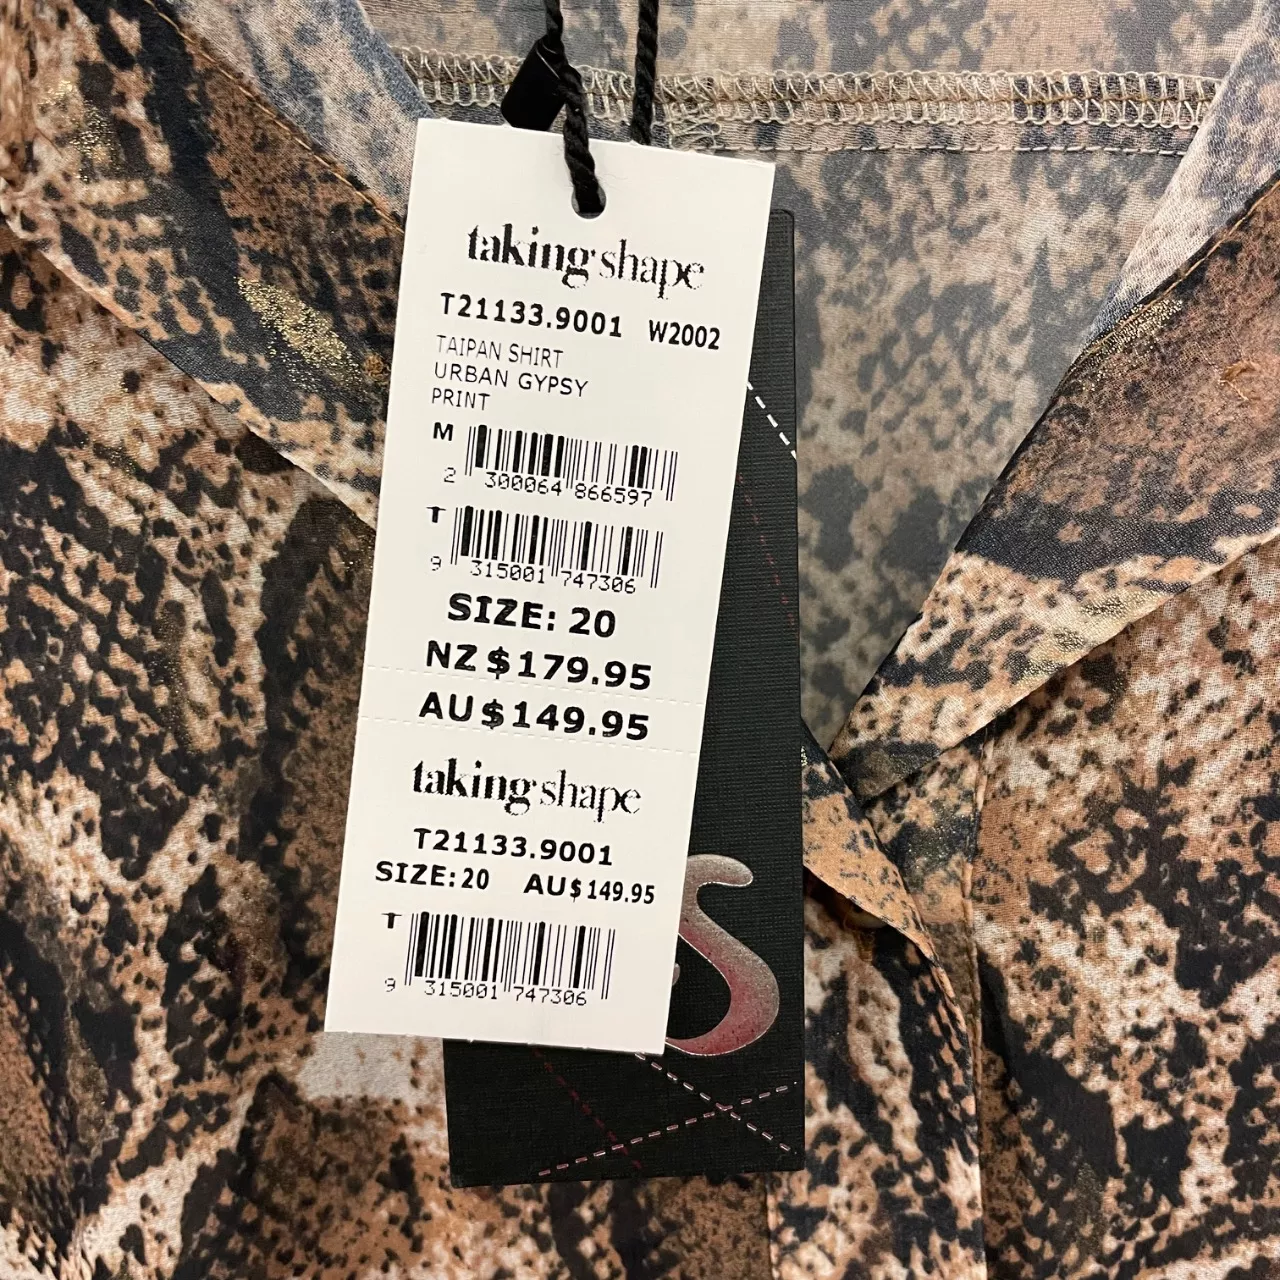 taking shape
T21133.9001 W2002
TAIPAN SHIRT
URBAN GYPSY
PRINT
M
2 300064 866597
T
9 315001 747306
SIZE: 20
NZ $179.95
AU $149.95
taking shape
T21133.9001
SIZE: 20 AU$ 149.95
T
9 315001 747306
S